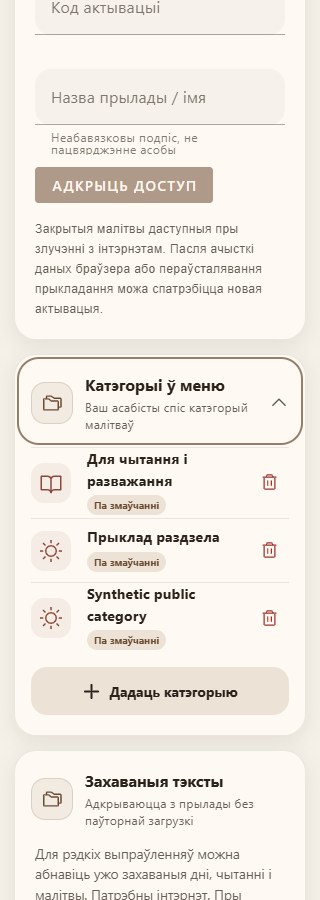 Код актывацыі
Назва прылады / імя
Неабавязковы подпіс, не
пацвярджэнне асобы
АДКРЫЦЬ ДОСТУП
Закрытыя малітвы даступныя пры
злучэнні з інтэрнэтам. Пасля ачысткі
даных браўзера або пераўсталявання
прыкладання можа спатрэбіцца новая
актывацыя.
Катэгорыі ў меню
Ваш асабісты спіс катэгорый
малітваў
Для чытання і
разважання
Па змаўчанні
Прыклад раздзела
Па змаўчанні
Synthetic public
category
Па змаўчанні
Дадаць катэгорыю
Захаваныя тэксты
Адкрываюцца з прылады без
паўторнай загрузкі
Для рэдкіх выпраўленняў можна
абнавіць ужо захаваныя дні, чытанні і
малітвы. Патрэбны інтэрнэт. Пры